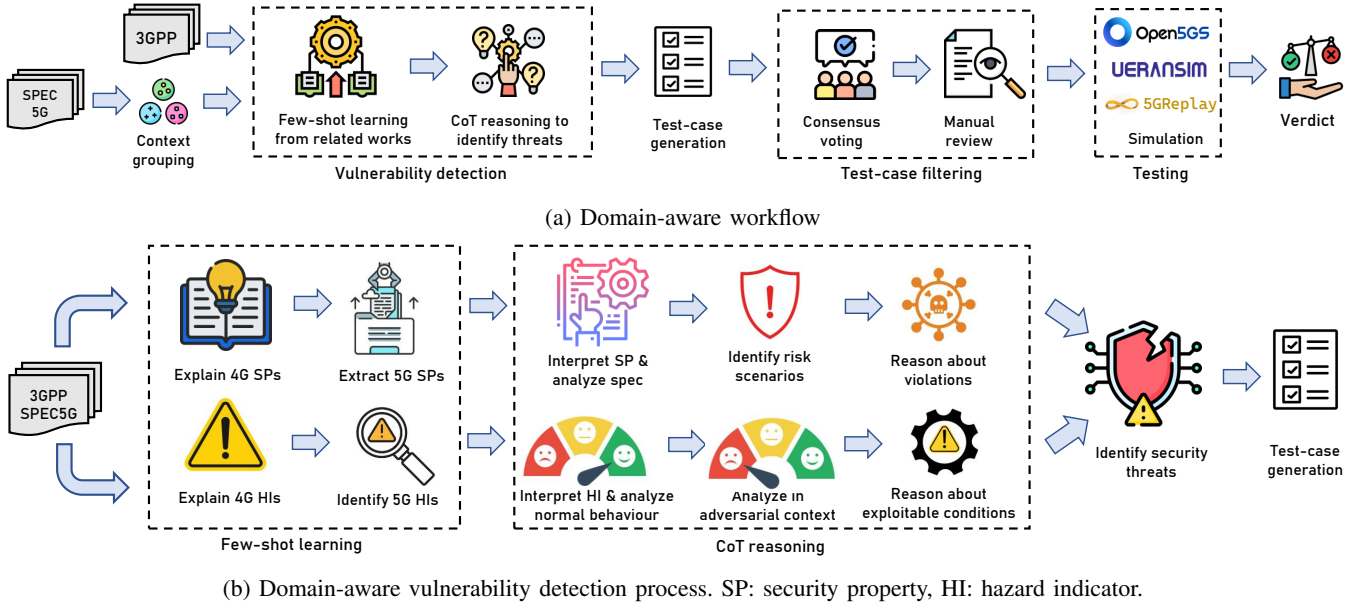 3GPP
SPEC
5G
Context
grouping
Few-shot learning
from related works
CoT reasoning to
identify threats
Vulnerability detection
Test-case
generation
Consensus
voting
Manual
review
Test-case filtering
Open5GS
UERANSIM
5GReplay
Simulation
Testing
Verdict
(a) Domain-aware workflow
3GPP
SPEC5G
Explain 4G SPs
Extract 5G SPs
Explain 4G HIs
Identify 5G HIs
Few-shot learning
Interpret SP &
analyze spec
Identify risk
scenarios
Reason about
violations
Interpret HI & analyze
normal behaviour
Analyze in
adversarial context
Reason about
exploitable conditions
CoT reasoning
Identify security
threats
Test-case
generation
(b) Domain-aware vulnerability detection process. SP: security property, HI: hazard indicator.